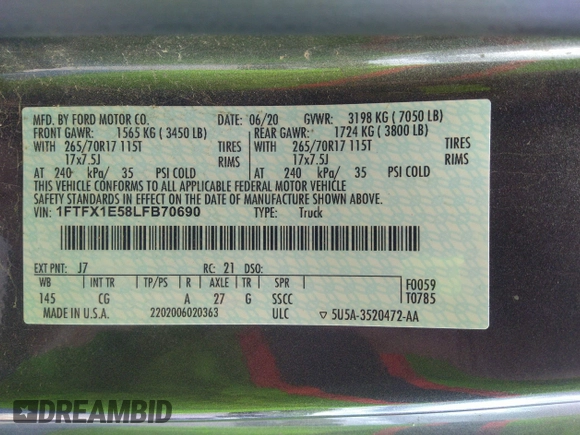 MFD. BY FORD MOTOR CO. DATE: 06/20 GVWR: 3198 KG ( 7050 LB)
FRONT GAWR: 1565 KG ( 3450 LB) REAR GAWR: 1724 KG ( 3800 LB)
WITH 265/70R17 115T TIRES WITH 265/70R17 115T TIRES
17x7.5J RIMS 17x7.5J RIMS
AT 240 kPa/ 35 PSI COLD AT 240 kPa/ 35 PSI COLD
THIS VEHICLE CONFORMS TO ALL APPLICABLE FEDERAL MOTOR VEHICLE
SAFETY STANDARDS IN EFFECT ON THE DATE OF MANUFACTURE SHOWN ABOVE.
VIN: 1FTFX1E58LFB70690 TYPE: Truck
EXT PNT: J7 RC: 21 DSO:
WB INT TR TP/PS R AXLE TR SPR F0059
145 CG A 27 G SSCC T0785
MADE IN U.S.A. 2202006020363 ULC ▽ 5U5A-3520472-AA
DREAMBID